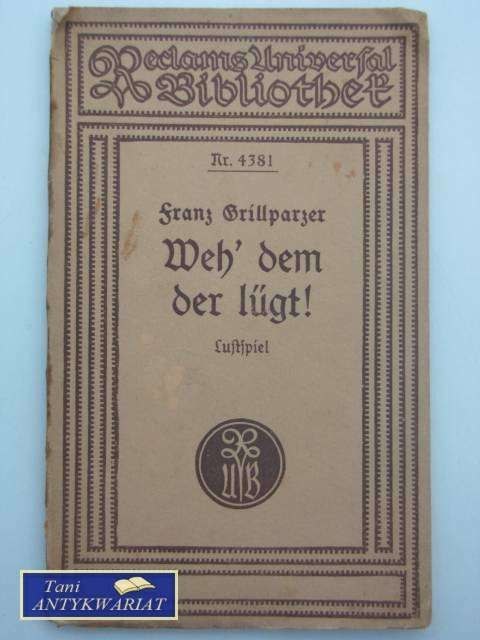 Reclams Universal
Bibliothek
Nr. 4381
Franz Grillparzer
Weh' dem
der lügt!
Lustspiel
RUB
Tani
ANTYKWARIAT